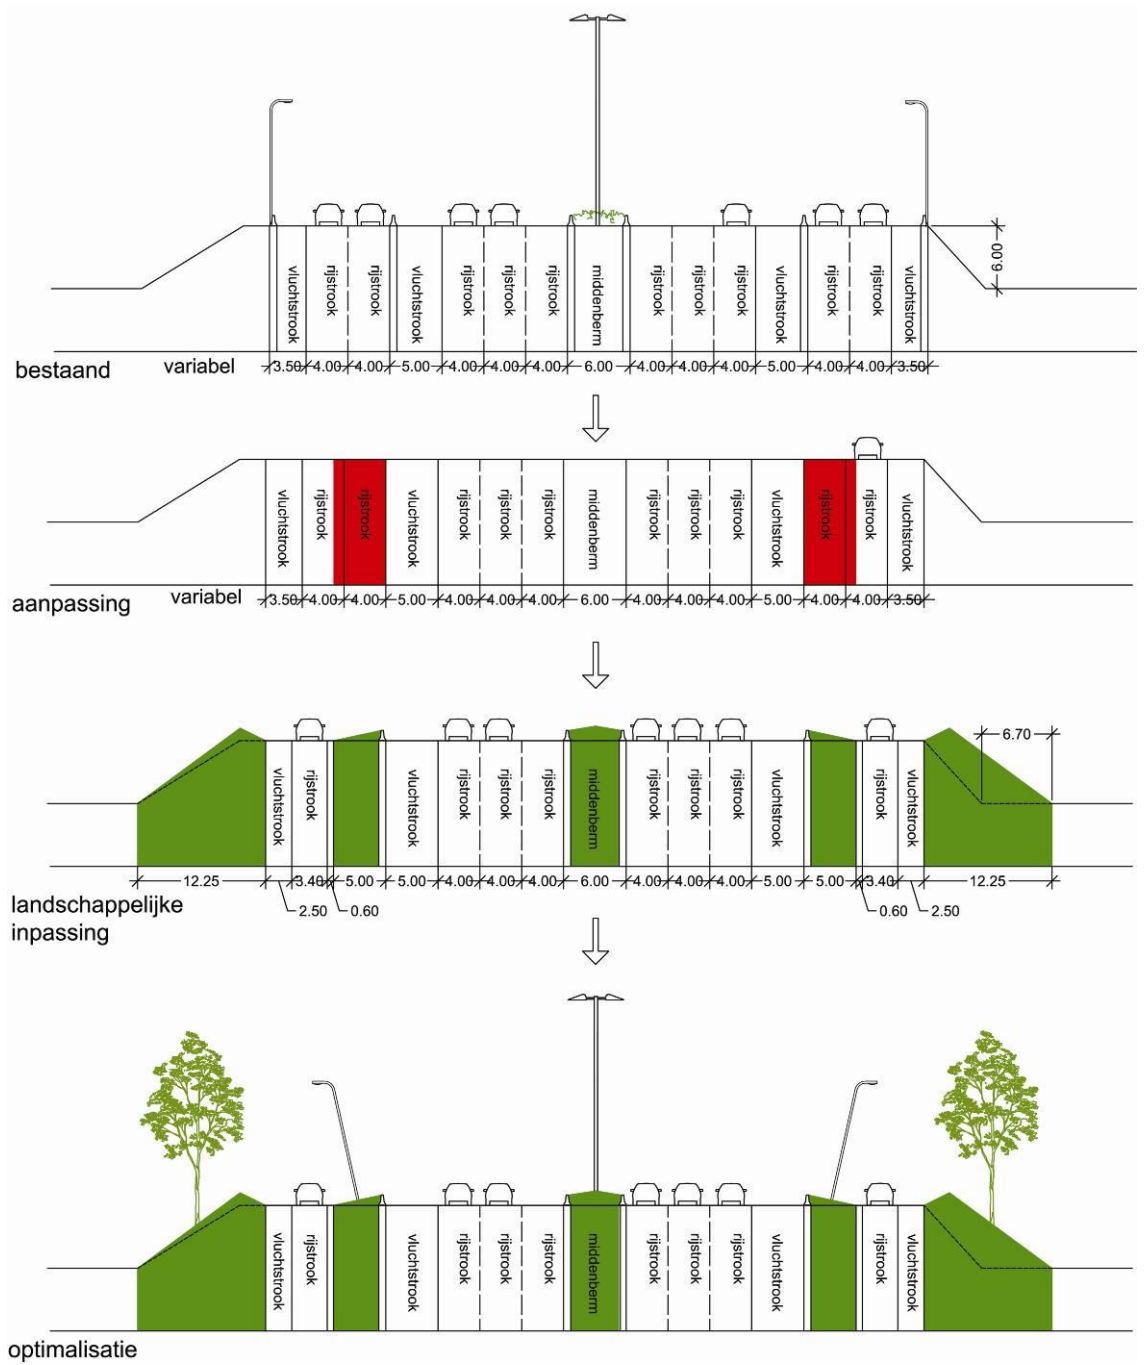 vluchtstrook rijstrook rijstrook vluchtstrook rijstrook rijstrook rijstrook middenberm rijstrook rijstrook rijstrook vluchtstrook rijstrook rijstrook vluchtstrook
6.00
bestaand variabel 3.50 4.00 4.00 5.00 4.00 4.00 4.00 6.00 4.00 4.00 4.00 5.00 4.00 4.00 3.50
vluchtstrook rijstrook rijstrook vluchtstrook rijstrook rijstrook rijstrook middenberm rijstrook rijstrook rijstrook vluchtstrook rijstrook rijstrook vluchtstrook
aanpassing variabel 3.50 4.00 4.00 5.00 4.00 4.00 4.00 6.00 4.00 4.00 4.00 5.00 4.00 4.00 3.50
6.70
vluchtstrook rijstrook vluchtstrook rijstrook rijstrook rijstrook middenberm rijstrook rijstrook rijstrook vluchtstrook rijstrook vluchtstrook
12.25 3.40 5.00 5.00 4.00 4.00 4.00 6.00 4.00 4.00 4.00 5.00 5.00 3.40 12.25
2.50 0.60 0.60 2.50
landschappelijke
inpassing
vluchtstrook rijstrook vluchtstrook rijstrook rijstrook rijstrook middenberm rijstrook rijstrook rijstrook vluchtstrook rijstrook vluchtstrook
optimalisatie